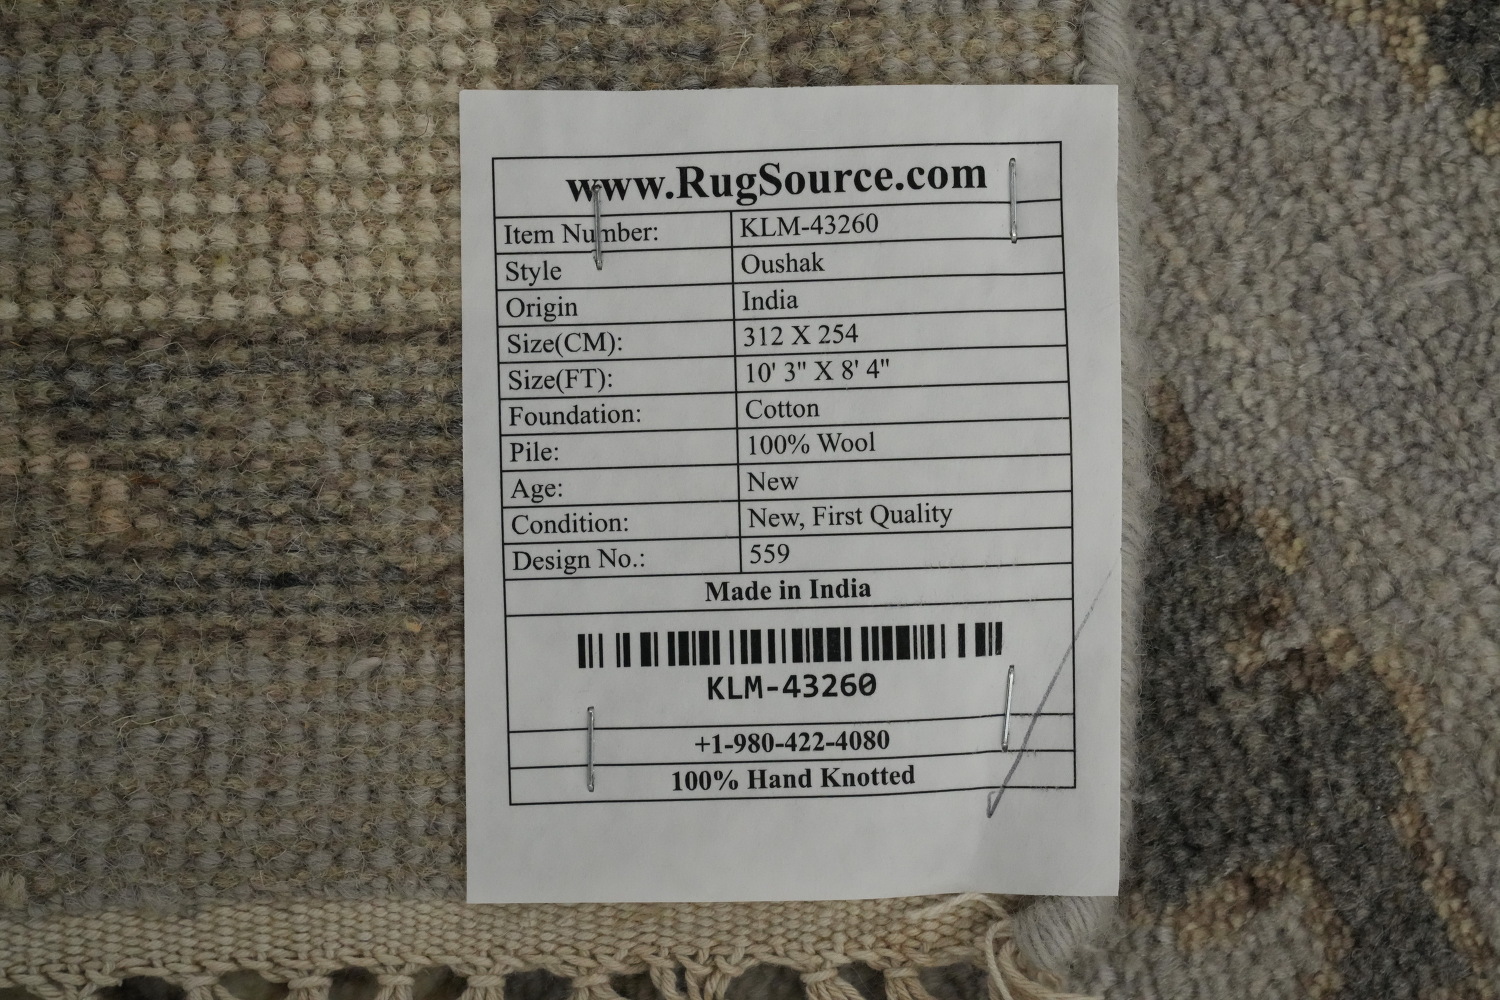 www.RugSource.com
Item Number: KLM-43260
Style Oushak
Origin India
Size(CM): 312 X 254
Size(FT): 10' 3" X 8' 4"
Foundation: Cotton
Pile: 100% Wool
Age: New
Condition: New, First Quality
Design No.: 559
Made in India
KLM-43260
+1-980-422-4080
100% Hand Knotted